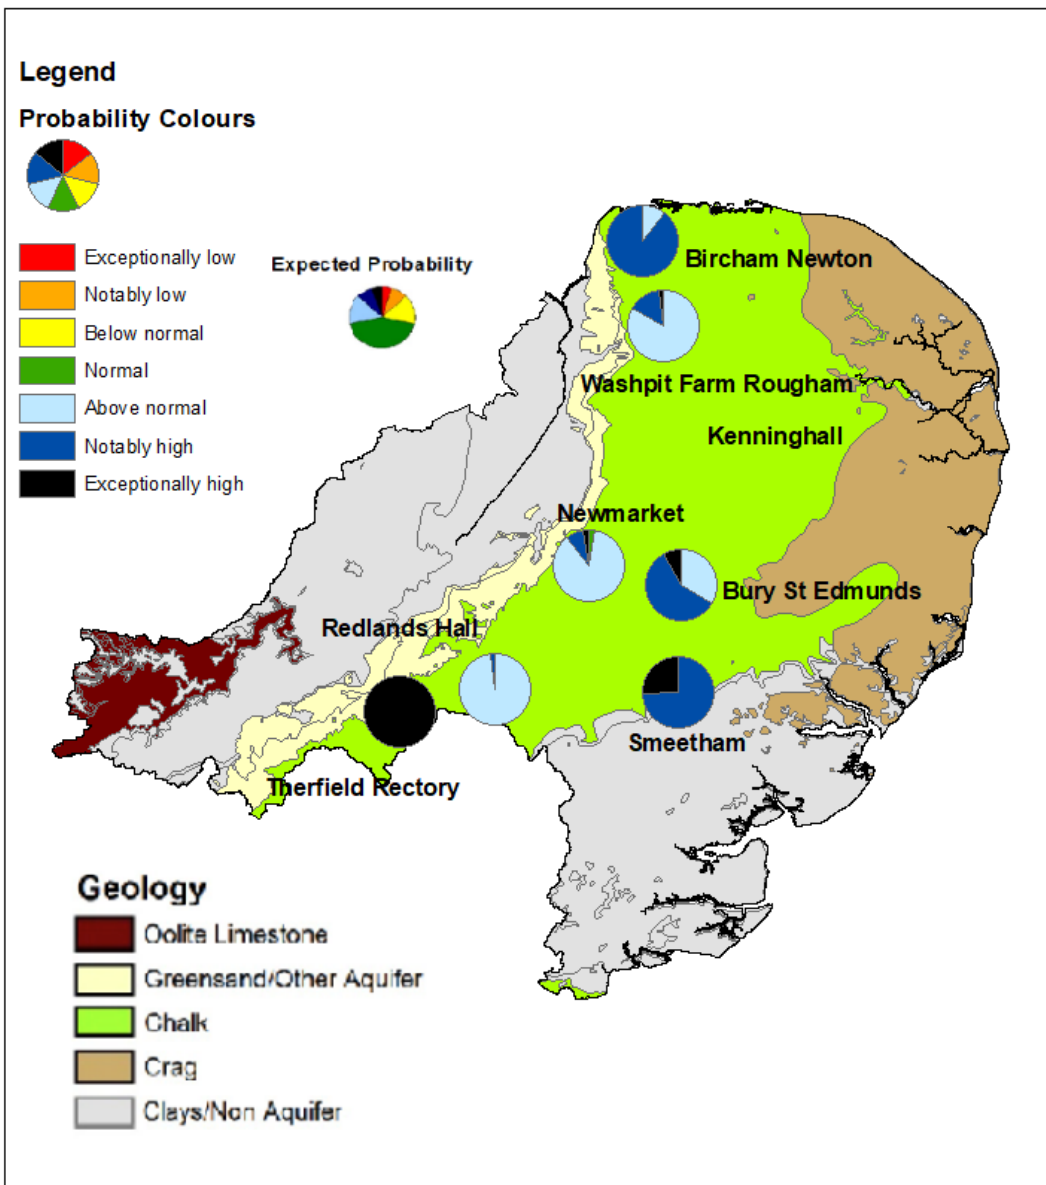 Legend
Probability Colours
Exceptionally low
Notably low
Below normal
Normal
Above normal
Notably high
Exceptionally high
Expected Probability
Bircham Newton
Washpit Farm Rougham
Kenninghall
Newmarket
Bury St Edmunds
Redlands Hall
Smeetham
Therfield Rectory
Geology
Oolite Limestone
Greensand/Other Aquifer
Chalk
Crag
Clays/Non Aquifer